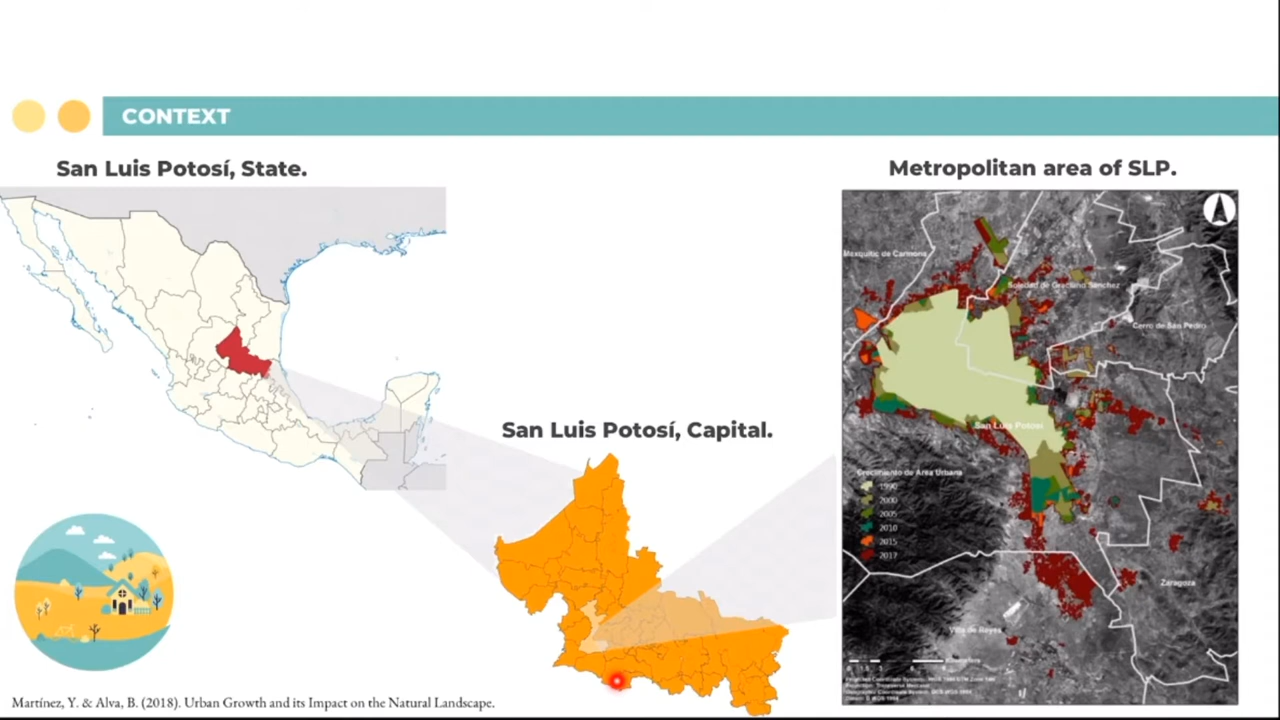 CONTEXT
San Luis Potosí, State.
Metropolitan area of SLP.
San Luis Potosí, Capital.
Mexquitic de Carmona
Soledad de Graciano Sánchez
Cerro de San Pedro
San Luis Potosí
Crecimiento de Area Urbana
1990
2000
2005
2010
2015
2017
Zaragoza
Villa de Reyes
Martínez, Y. & Alva, B. (2018). Urban Growth and its Impact on the Natural Landscape.